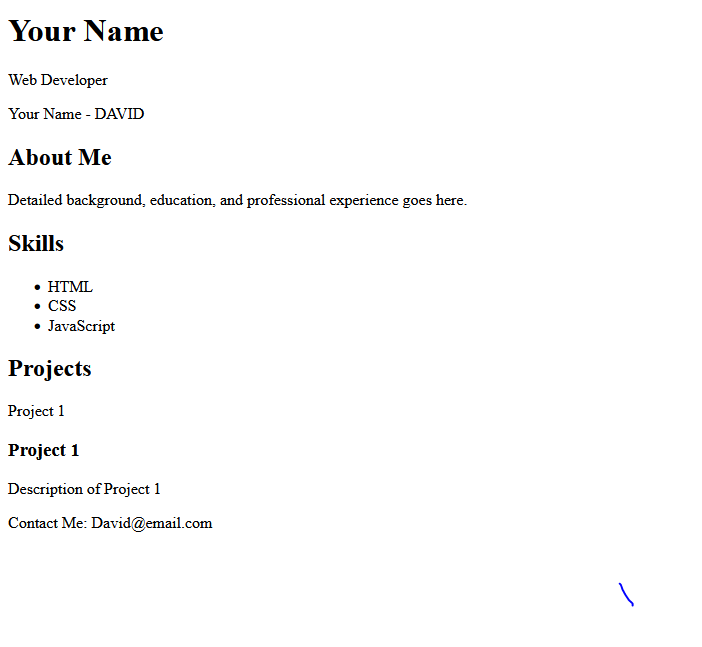 Your Name
Web Developer
Your Name - DAVID
About Me
Detailed background, education, and professional experience goes here.
Skills
• HTML
• CSS
• JavaScript
Projects
Project 1
Project 1
Description of Project 1
Contact Me: David@email.com